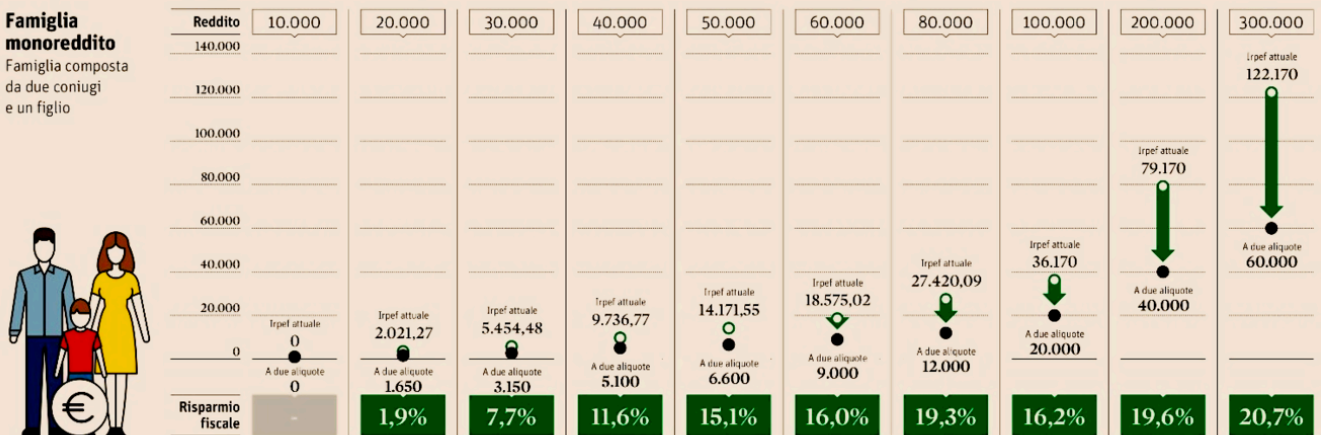 Famiglia
monoreddito
Famiglia composta
da due coniugi
e un figlio
Reddito 10.000 20.000 30.000 40.000 50.000 60.000 80.000 100.000 200.000 300.000
140.000
120.000
100.000
80.000
60.000
40.000
20.000
0
Irpef attuale
0
A due aliquote
0
Irpef attuale
2.021,27
A due aliquote
1.650
Irpef attuale
5.454,48
A due aliquote
3.150
Irpef attuale
9.736,77
A due aliquote
5.100
Irpef attuale
14.171,55
A due aliquote
6.600
Irpef attuale
18.575,02
A due aliquote
9.000
Irpef attuale
27.420,09
A due aliquote
12.000
Irpef attuale
36.170
A due aliquote
20.000
Irpef attuale
79.170
A due aliquote
40.000
Irpef attuale
122.170
A due aliquote
60.000
€
Risparmio
fiscale
- 1,9% 7,7% 11,6% 15,1% 16,0% 19,3% 16,2% 19,6% 20,7%